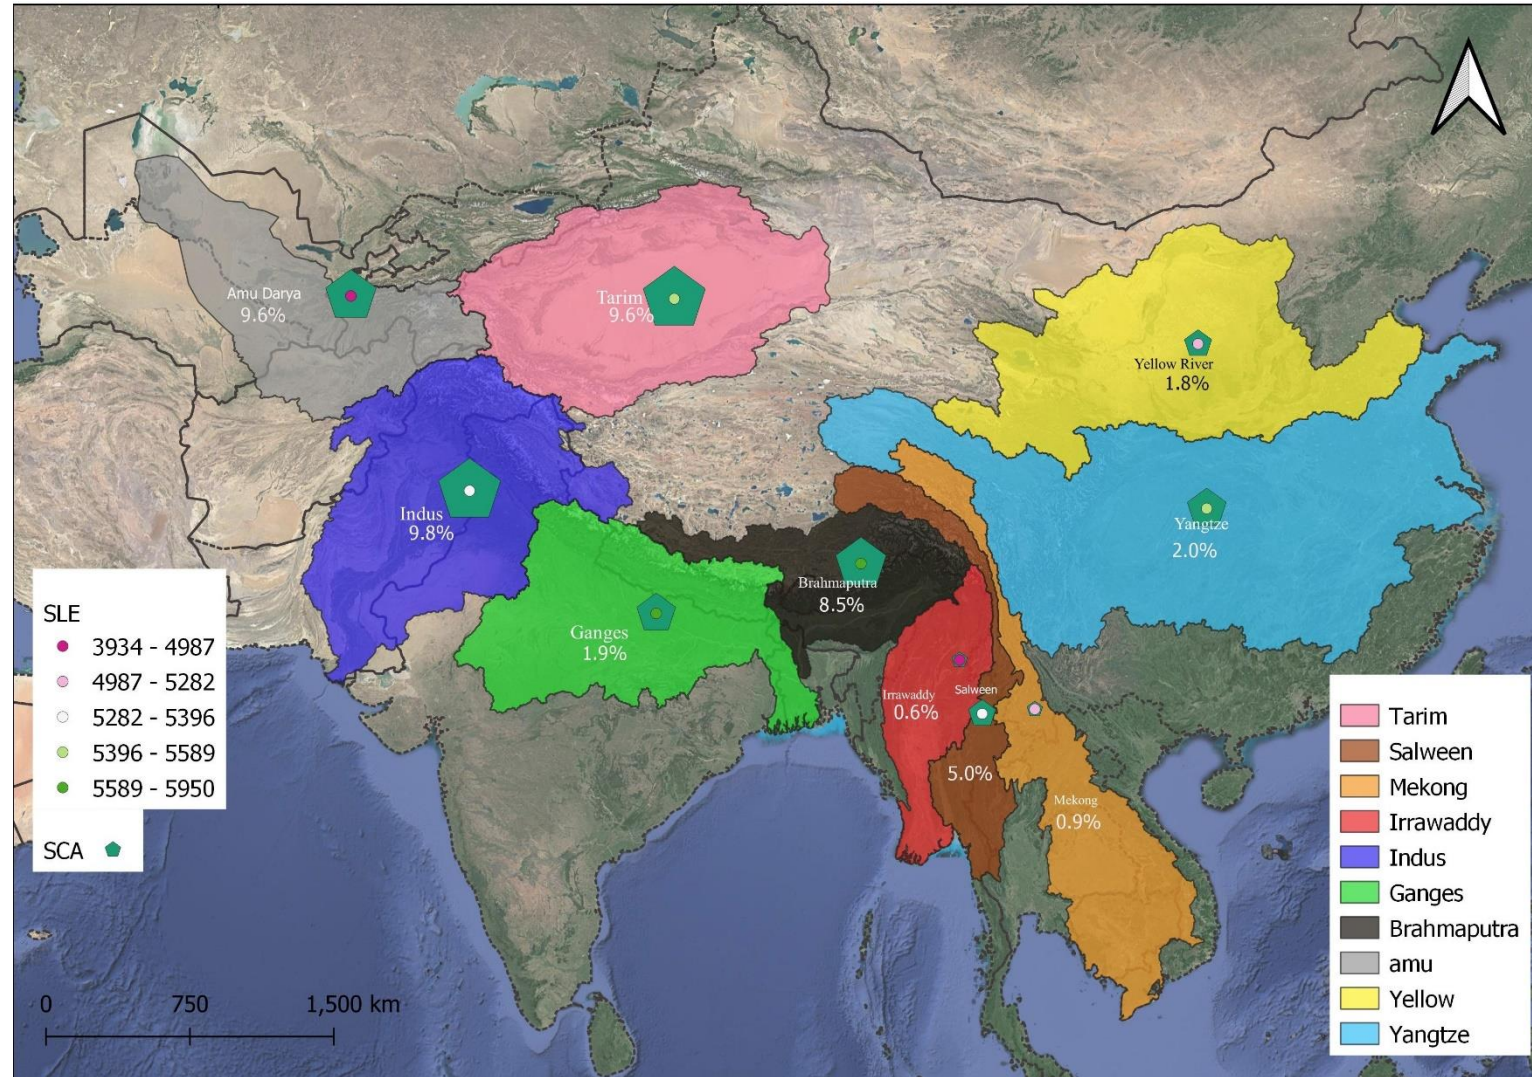 Amu Darya
9.6%
Tarim
9.6%
Yellow River
1.8%
Indus
9.8%
Yangtze
2.0%
Brahmaputra
8.5%
Ganges
1.9%
Irrawaddy
0.6%
Salween
5.0%
Mekong
0.9%
SLE
3934 - 4987
4987 - 5282
5282 - 5396
5396 - 5589
5589 - 5950
SCA
0 750 1,500 km
Tarim
Salween
Mekong
Irrawaddy
Indus
Ganges
Brahmaputra
amu
Yellow
Yangtze